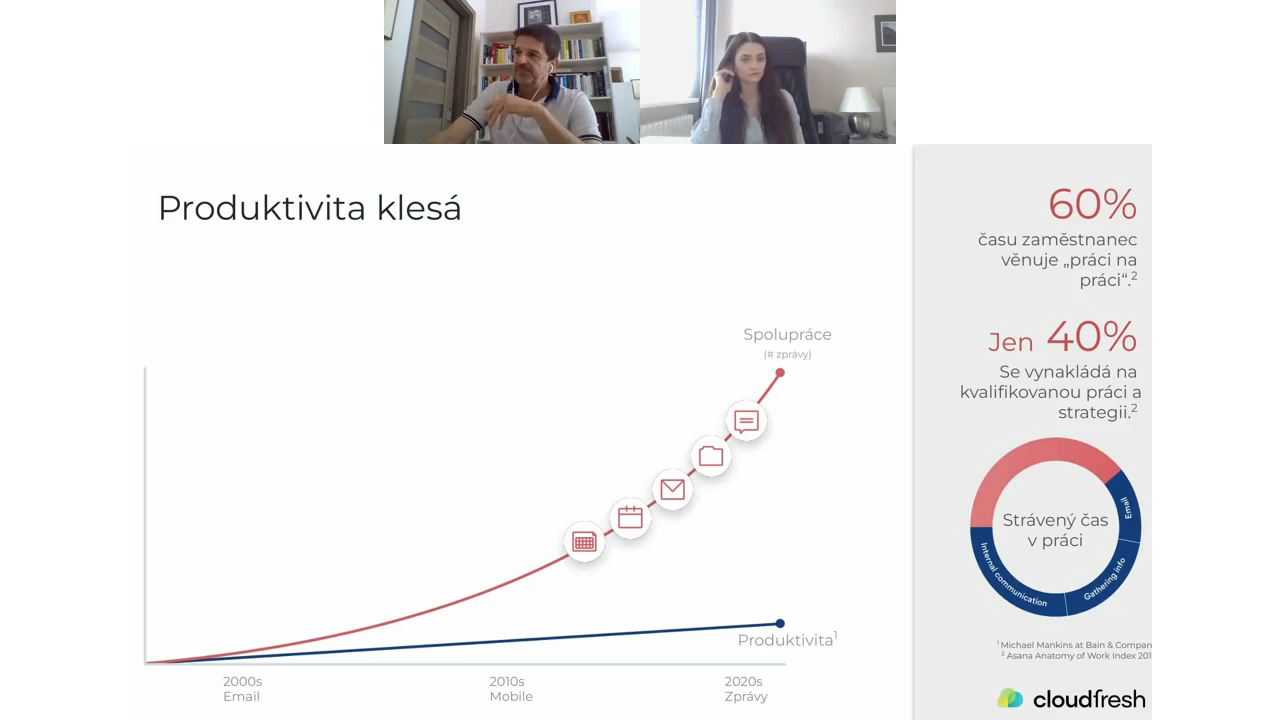 Produktivita klesá
Spolupráce
(# zprávy)
Produktivita¹
2000s
Email
2010s
Mobile
2020s
Zprávy
60%
času zaměstnanec
věnuje „práci na
práci“.²
Jen 40%
Se vynakládá na
kvalifikovanou práci a
strategii.²
Strávený čas
v práci
Email
Gathering info
Internal communication
¹ Michael Mankins at Bain & Compan
² Asana Anatomy of Work Index 201
cloudfresh